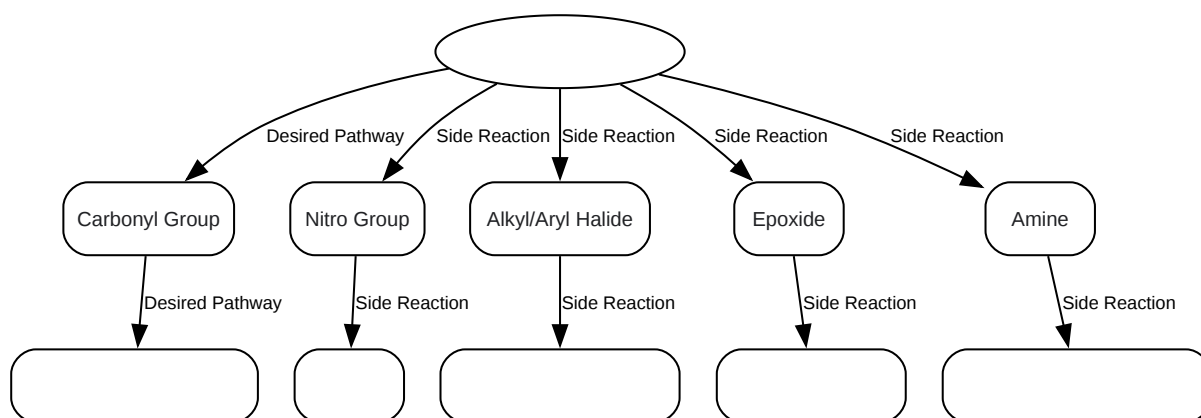 Desired Pathway
Side Reaction
Side Reaction
Side Reaction
Side Reaction
Carbonyl Group
Nitro Group
Alkyl/Aryl Halide
Epoxide
Amine
Desired Pathway
Side Reaction
Side Reaction
Side Reaction
Side Reaction